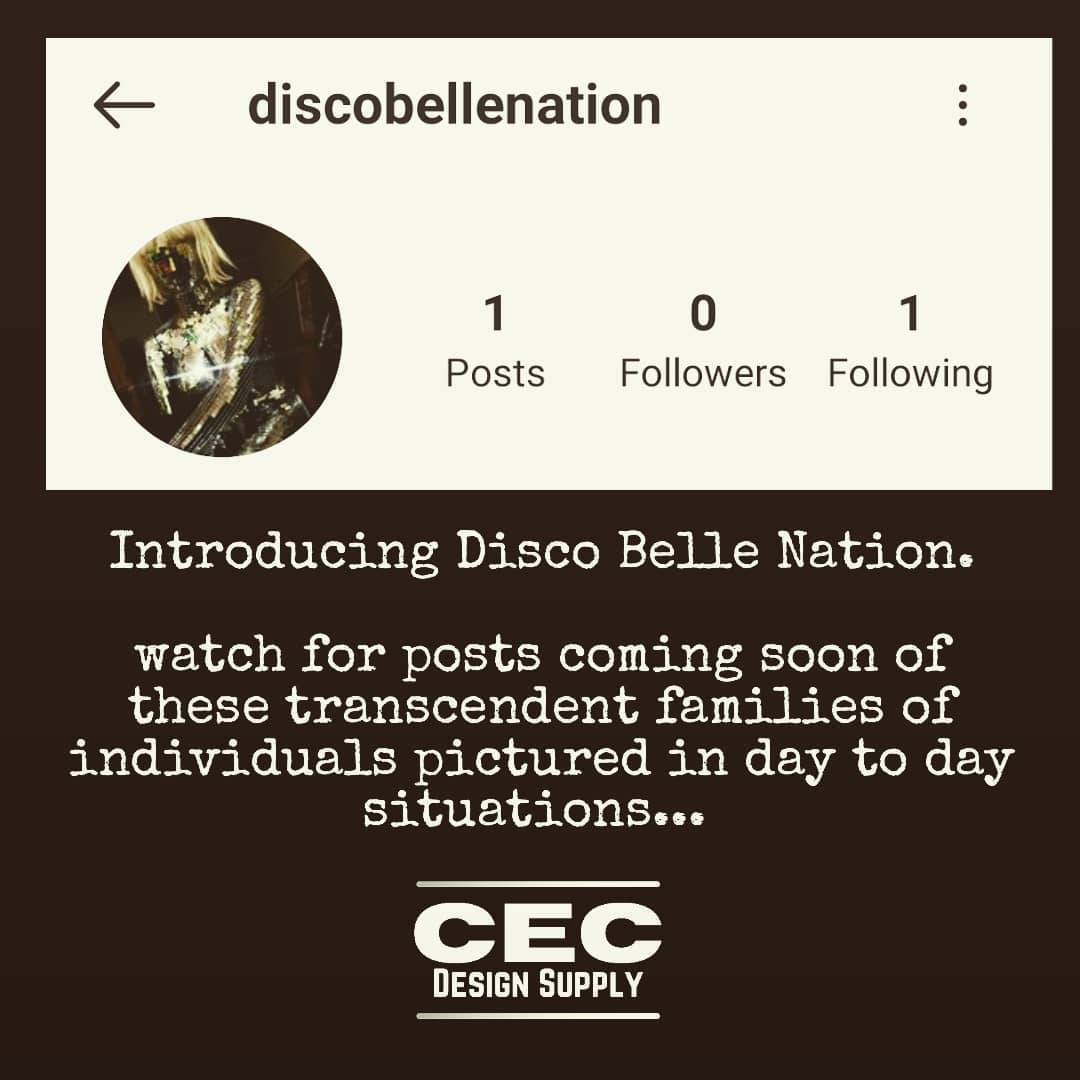 discobellenation
1 0 1
Posts Followers Following
Introducing Disco Belle Nation.
watch for posts coming soon of
these transcendent families of
individuals pictured in day to day
situations...
CEC
DESIGN SUPPLY